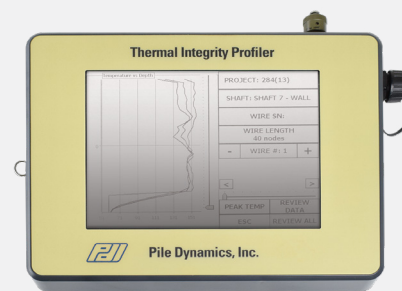 Thermal Integrity Profiler
Temperature vs Depth
PROJECT: 284(13)
SHAFT: SHAFT 7 - WALL
WIRE SN:
WIRE LENGTH
40 nodes
- WIRE #: 1 +
< >
PEAK TEMP
REVIEW
DATA
ESC
REVIEW ALL
PDI
Pile Dynamics, Inc.